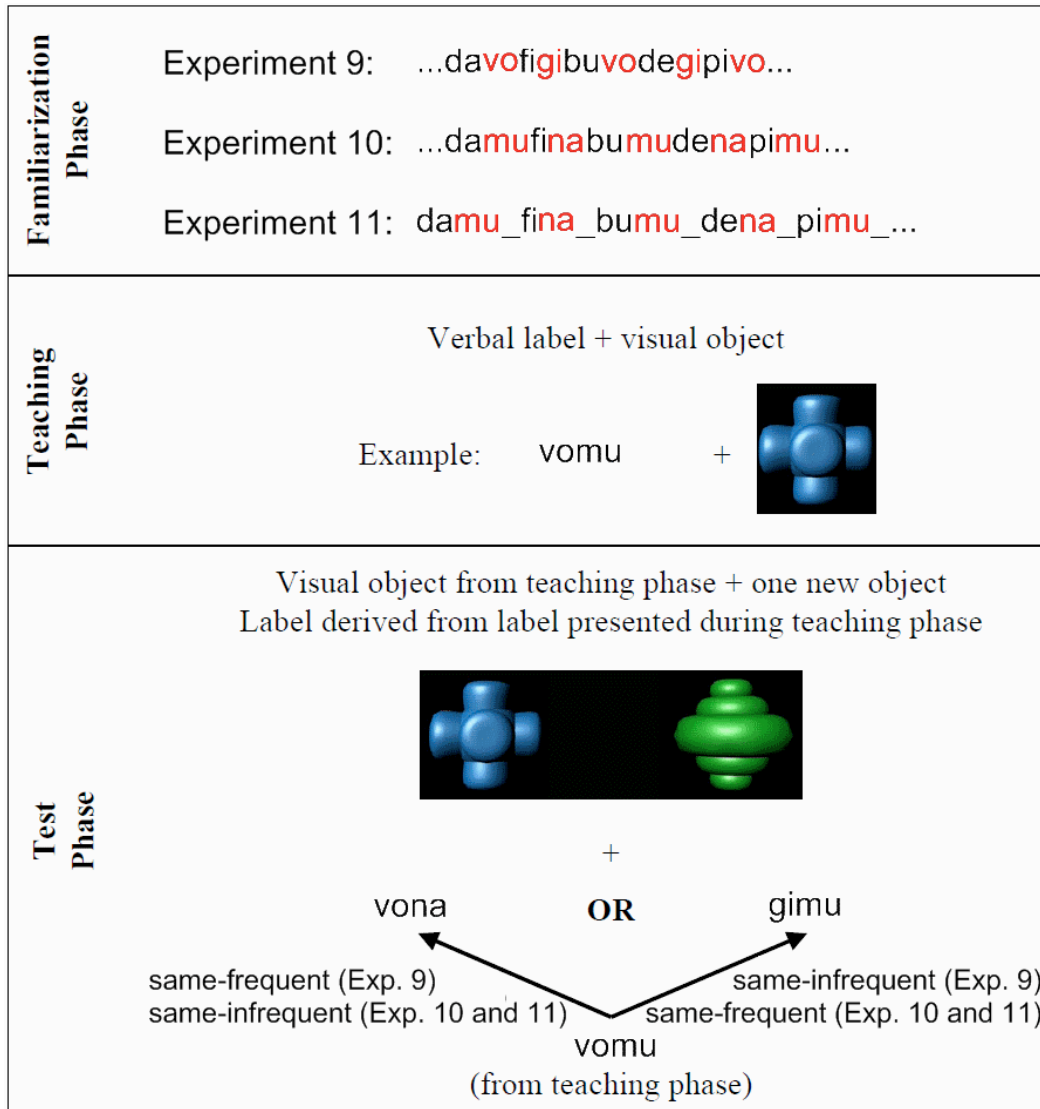 Familiarization
Phase
Experiment 9: ...davofigibuvodegipivo...
Experiment 10: ...damufinabumudenapimu...
Experiment 11: damu_fina_bumu_dena_pimu_...
Teaching
Phase
Verbal label + visual object
Example: vomu +
Test
Phase
Visual object from teaching phase + one new object
Label derived from label presented during teaching phase
+
vona OR gimu
same-frequent (Exp. 9) same-infrequent (Exp. 9)
same-infrequent (Exp. 10 and 11) same-frequent (Exp. 10 and 11)
vomu
(from teaching phase)